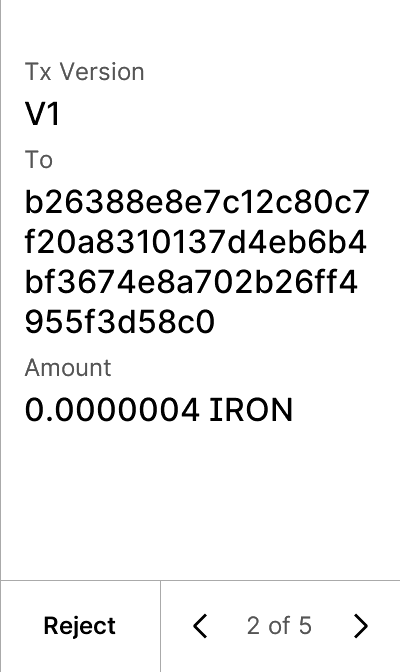 Tx Version
V1
To
b26388e8e7c12c80c7
f20a8310137d4eb6b4
bf3674e8a702b26ff4
955f3d58c0
Amount
0.0000004 IRON
Reject
2 of 5